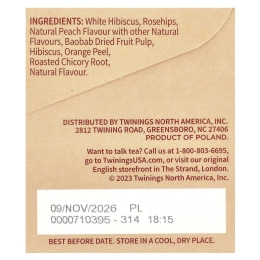 INGREDIENTS: White Hibiscus, Rosehips,
Natural Peach Flavour with other Natural
Flavours, Baobab Dried Fruit Pulp,
Hibiscus, Orange Peel,
Roasted Chicory Root,
Natural Flavour.
DISTRIBUTED BY TWININGS NORTH AMERICA, INC.
2812 TWINING ROAD, GREENSBORO, NC 27406
PRODUCT OF POLAND.
Want to talk tea? Call us at 1-800-803-6695,
go to TwiningsUSA.com, or visit our original
English storefront in The Strand, London.
© 2023 Twinings North America, Inc.
09/NOV/2026 PL
0000710395 - 314 18:15
BEST BEFORE DATE. STORE IN A COOL, DRY PLACE.